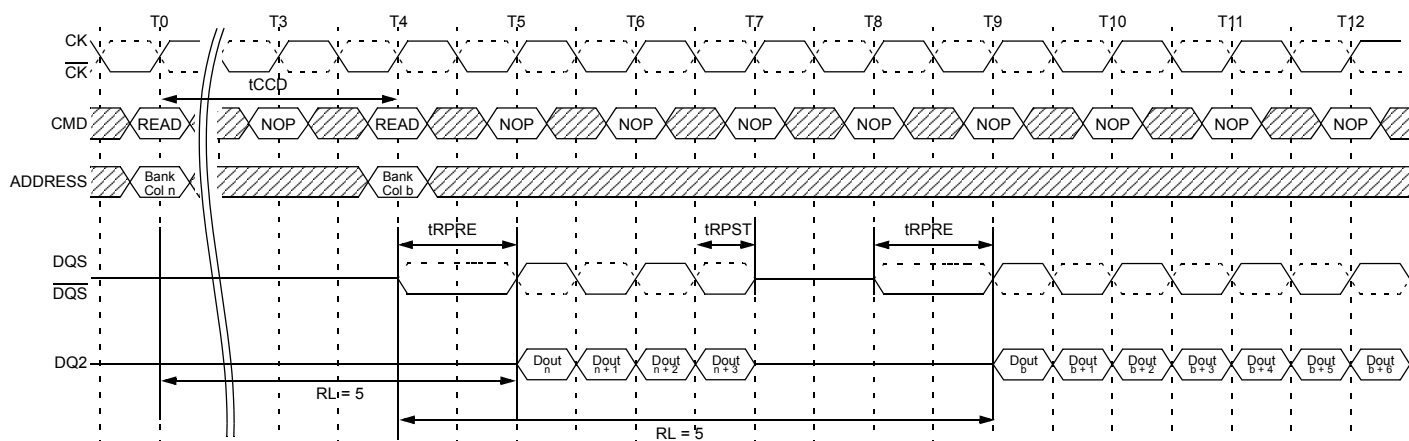 T0 T3 T4 T5 T6 T7 T8 T9 T10 T11 T12
CK
CK
tCCD
CMD READ NOP READ NOP NOP NOP NOP NOP NOP NOP NOP
ADDRESS Bank Col n Bank Col b
tRPRE tRPST tRPRE
DQS
DQS
DQ2 Dout n Dout n + 1 Dout n + 2 Dout n + 3 Dout b Dout b + 1 Dout b + 2 Dout b + 3 Dout b + 4 Dout b + 5 Dout b + 6
RL = 5
RL = 5